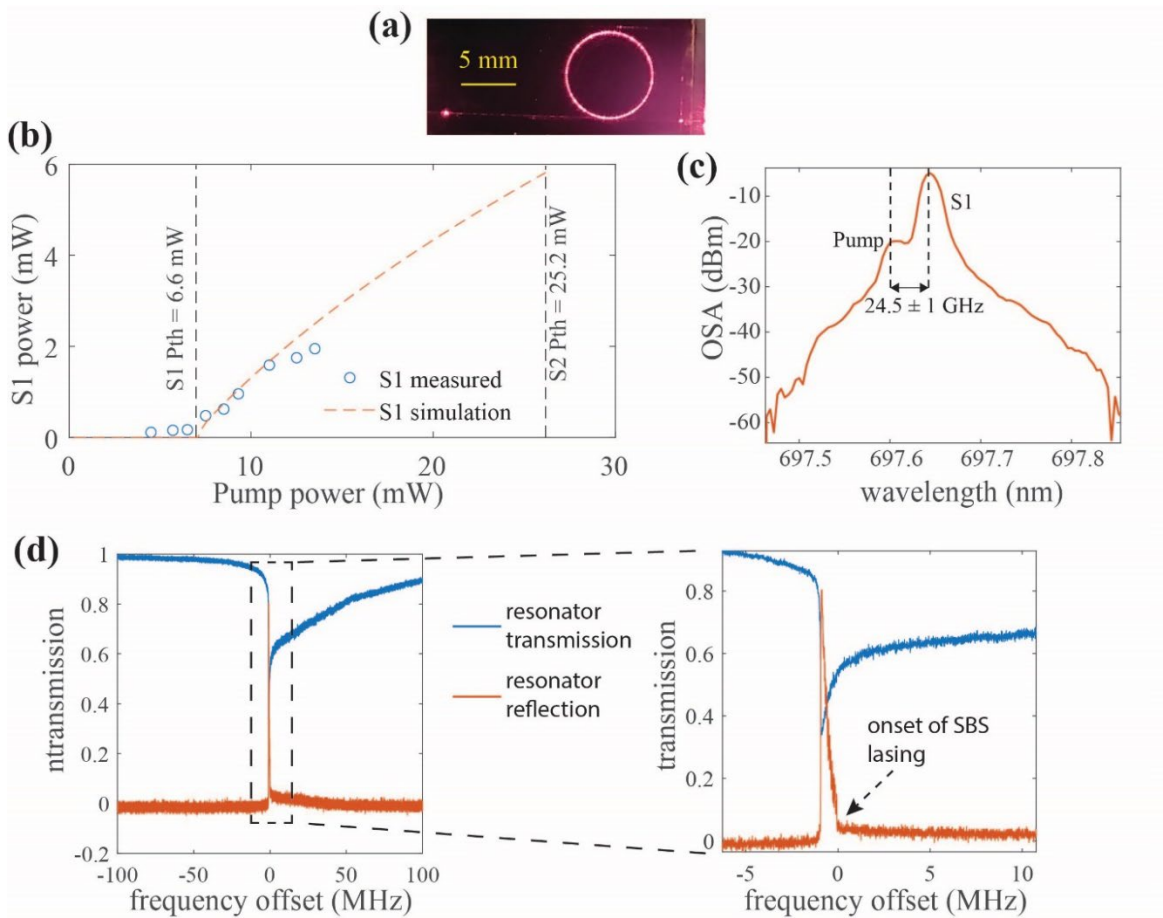 (a)
5 mm
(b)
S1 power (mW)
6
4
2
0
S1 Pth = 6.6 mW
S2 Pth = 25.2 mW
S1 measured
S1 simulation
0
10
20
30
Pump power (mW)
(c)
OSA (dBm)
-10
-20
-30
-40
-50
-60
S1
Pump
24.5 ± 1 GHz
697.5
697.6
697.7
697.8
wavelength (nm)
(d)
ntransmission
1
0.8
0.6
0.4
0.2
0
-0.2
-100
-50
0
50
100
frequency offset (MHz)
resonator
transmission
resonator
reflection
transmission
0.8
0.6
0.4
0.2
0
onset of SBS
lasing
-5
0
5
10
frequency offset (MHz)